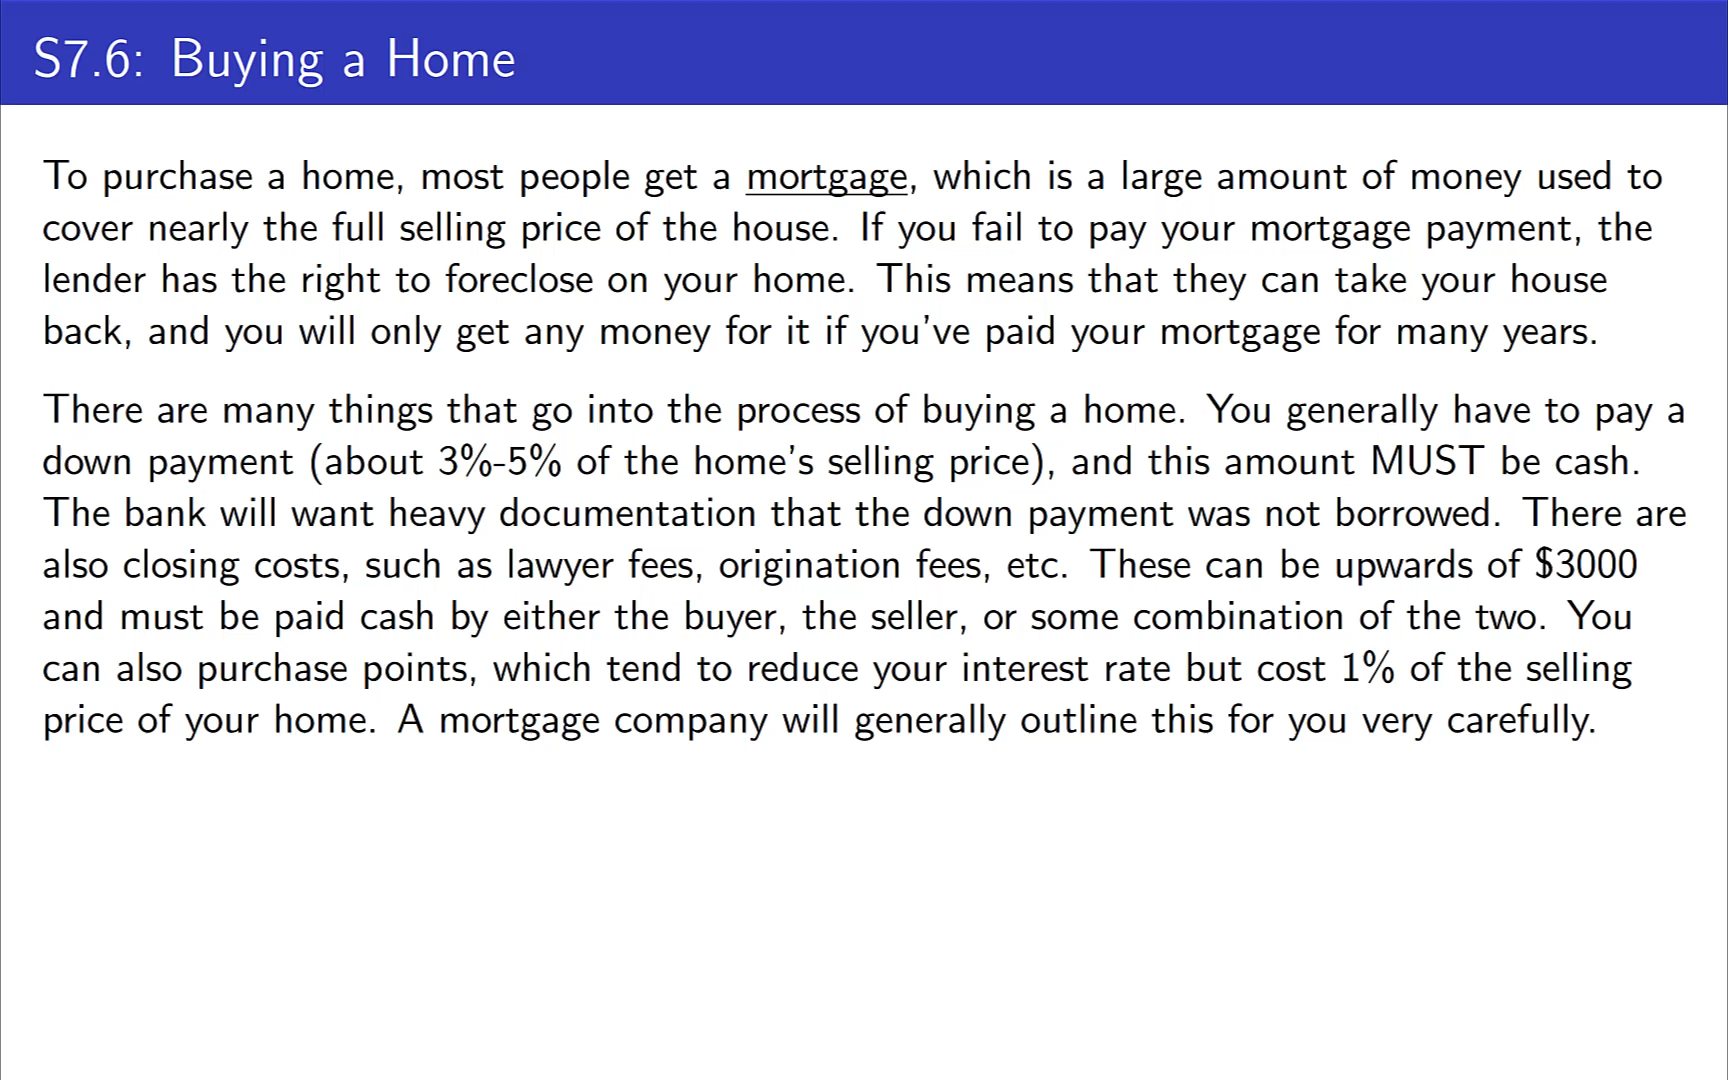 S7.6: Buying a Home
To purchase a home, most people get a mortgage, which is a large amount of money used to
cover nearly the full selling price of the house. If you fail to pay your mortgage payment, the
lender has the right to foreclose on your home. This means that they can take your house
back, and you will only get any money for it if you've paid your mortgage for many years.
There are many things that go into the process of buying a home. You generally have to pay a
down payment (about 3%-5% of the home's selling price), and this amount MUST be cash.
The bank will want heavy documentation that the down payment was not borrowed. There are
also closing costs, such as lawyer fees, origination fees, etc. These can be upwards of $3000
and must be paid cash by either the buyer, the seller, or some combination of the two. You
can also purchase points, which tend to reduce your interest rate but cost 1% of the selling
price of your home. A mortgage company will generally outline this for you very carefully.